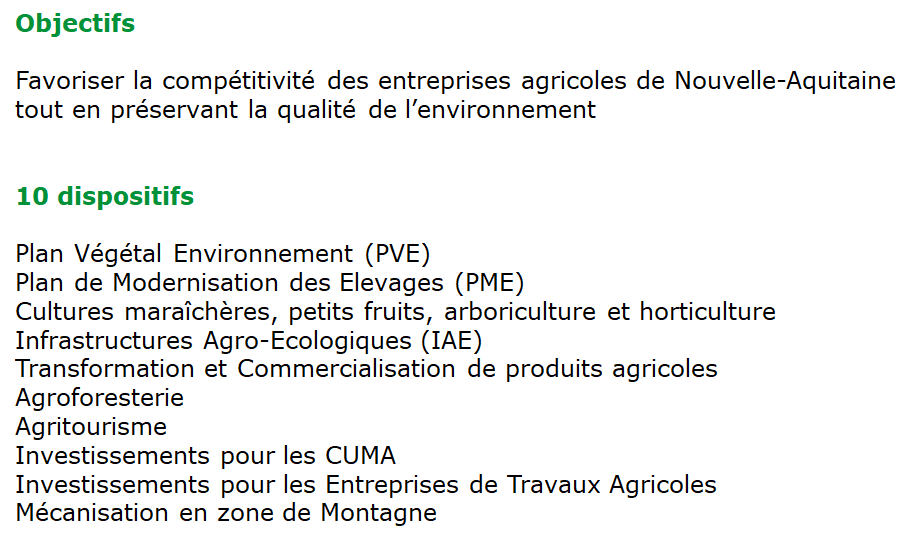 Objectifs
Favoriser la compétitivité des entreprises agricoles de Nouvelle-Aquitaine
tout en préservant la qualité de l’environnement
10 dispositifs
Plan Végétal Environnement (PVE)
Plan de Modernisation des Elevages (PME)
Cultures maraîchères, petits fruits, arboriculture et horticulture
Infrastructures Agro-Ecologiques (IAE)
Transformation et Commercialisation de produits agricoles
Agroforesterie
Agritourisme
Investissements pour les CUMA
Investissements pour les Entreprises de Travaux Agricoles
Mécanisation en zone de Montagne